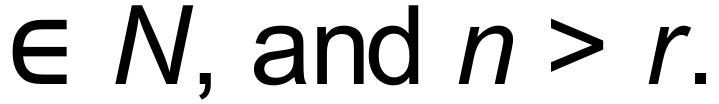 ∈ N, and n > r.